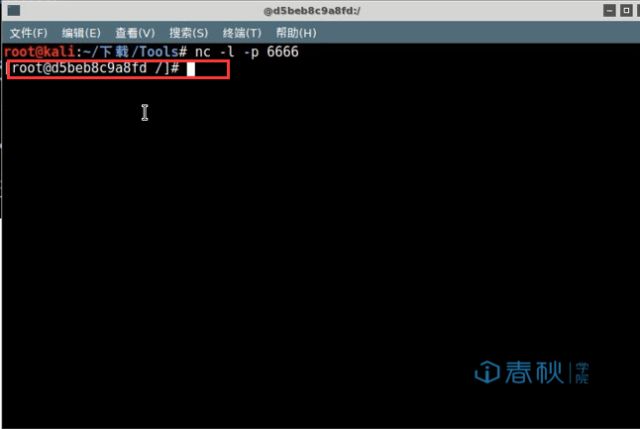 @d5beb8c9a8fd:/
文件(F) 编辑(E) 查看(V) 搜索(S) 终端(T) 帮助(H)
root@kali:~/下载/Tools# nc -l -p 6666
[root@d5beb8c9a8fd /]#
春秋 学院